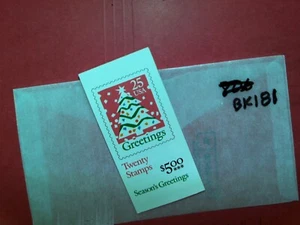 25
USA
Greetings
Twenty
Stamps
$5.00
Season's Greetings
BK181